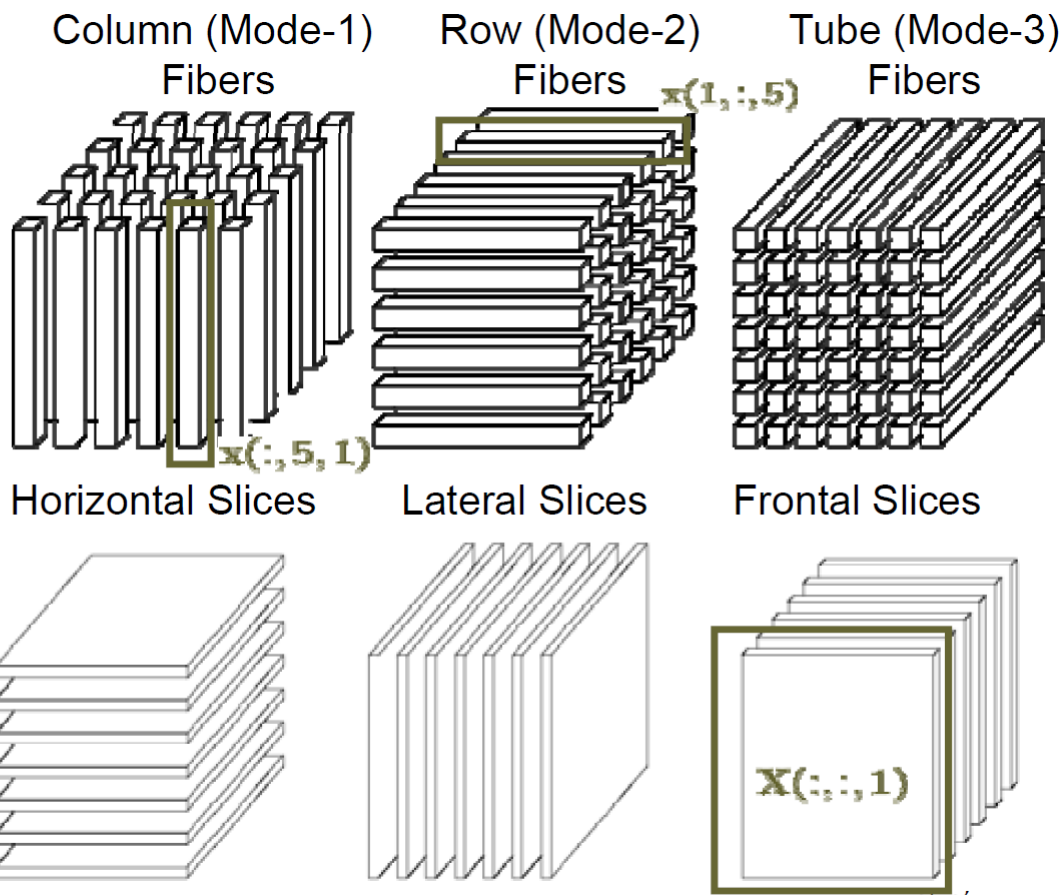 Column (Mode-1)
Fibers
Row (Mode-2)
Fibers
Tube (Mode-3)
Fibers
x(1,:,5)
x(:,5,1)
Horizontal Slices
Lateral Slices
Frontal Slices
X(:,:,1)